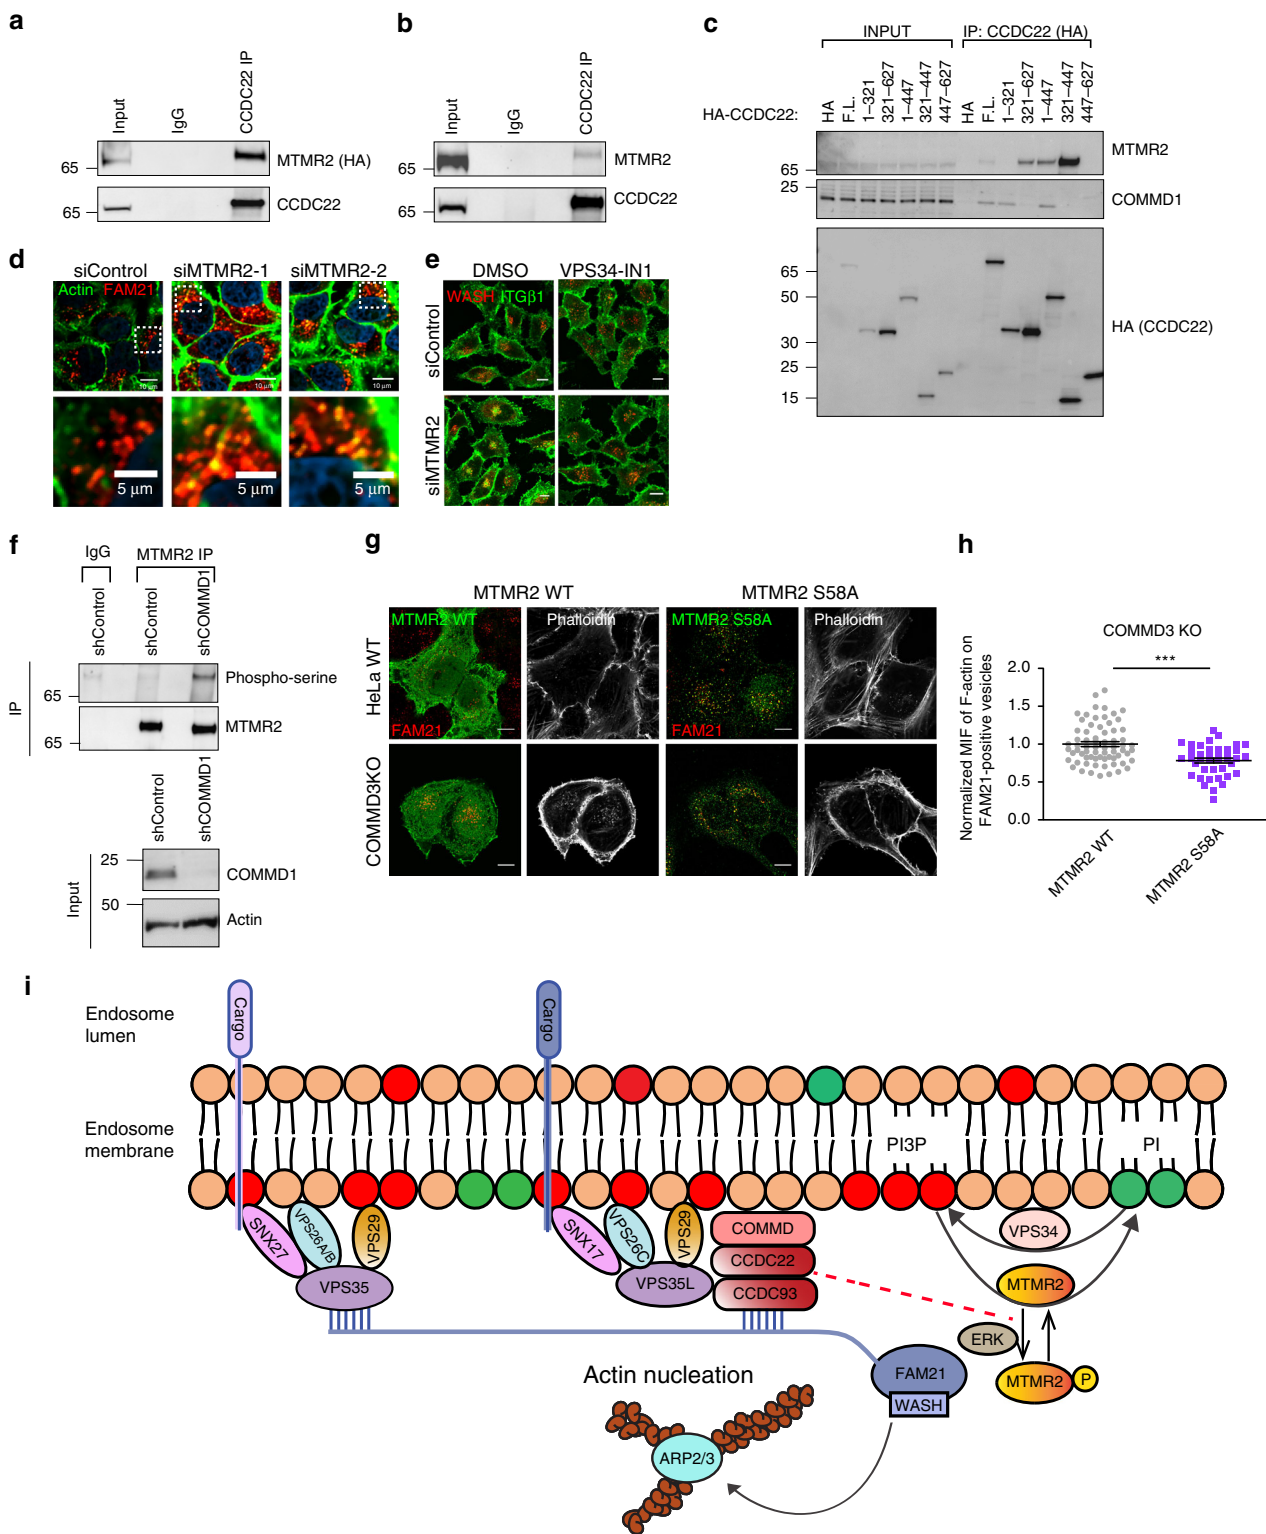 a
Input
IgG
CCDC22 IP
65
MTMR2 (HA)
65
CCDC22
b
Input
IgG
CCDC22 IP
65
MTMR2
65
CCDC22
c
INPUT
IP: CCDC22 (HA)
HA-CCDC22:
HA
F.L.
1–321
321–627
1–447
321–447
447–627
HA
F.L.
1–321
321–627
1–447
321–447
447–627
65
MTMR2
25
COMMD1
65
50
30
25
15
HA (CCDC22)
d
siControl
siMTMR2-1
siMTMR2-2
Actin
FAM21
10 μm
10 μm
10 μm
5 μm
5 μm
5 μm
e
DMSO
VPS34-IN1
WASH
ITGβ1
siControl
siMTMR2
f
IgG
MTMR2 IP
shControl
shControl
shCOMMD1
IP
65
Phospho-serine
65
MTMR2
shControl
shCOMMD1
Input
25
COMMD1
50
Actin
g
MTMR2 WT
MTMR2 S58A
HeLa WT
MTMR2 WT
FAM21
Phalloidin
MTMR2 S58A
FAM21
Phalloidin
COMMD3KO
h
COMMD3 KO
***
Normalized MIF of F-actin on
FAM21-positive vesicles
2.0
1.5
1.0
0.5
0.0
MTMR2 WT
MTMR2 S58A
i
Endosome
lumen
Cargo
Cargo
Endosome
membrane
PI3P
PI
SNX27
VPS26A/B
VPS29
VPS35
SNX17
VPS26C
VPS29
VPS35L
COMMD
CCDC22
CCDC93
VPS34
MTMR2
ERK
MTMR2
P
FAM21
WASH
Actin nucleation
ARP2/3